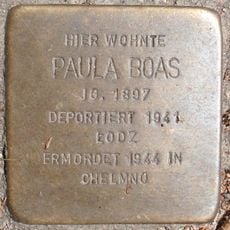 HIER WOHNTE
PAULA BOAS
JG. 1897
DEPORTIERT 1941
LODZ
ERMORDET 1944 IN
CHELMNO